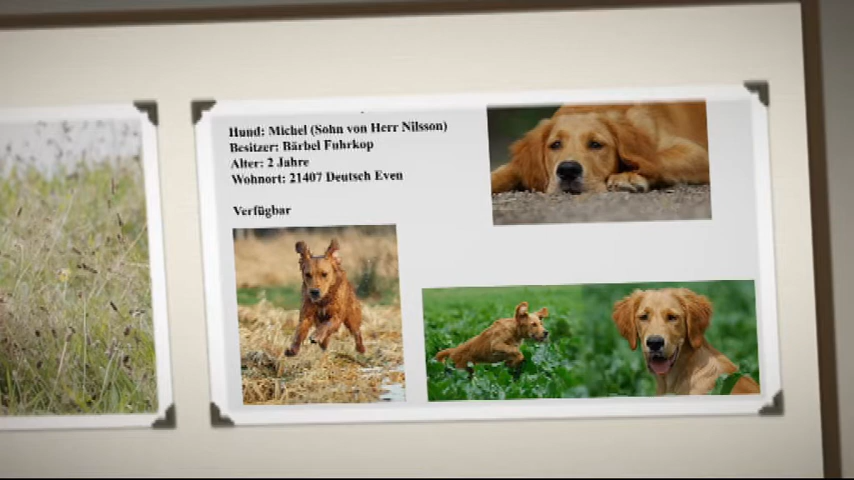 Hund: Michel (Sohn von Herr Nilsson)
Besitzer: Bärbel Fuhrkop
Alter: 2 Jahre
Wohnort: 21407 Deutsch Even
Verfügbar